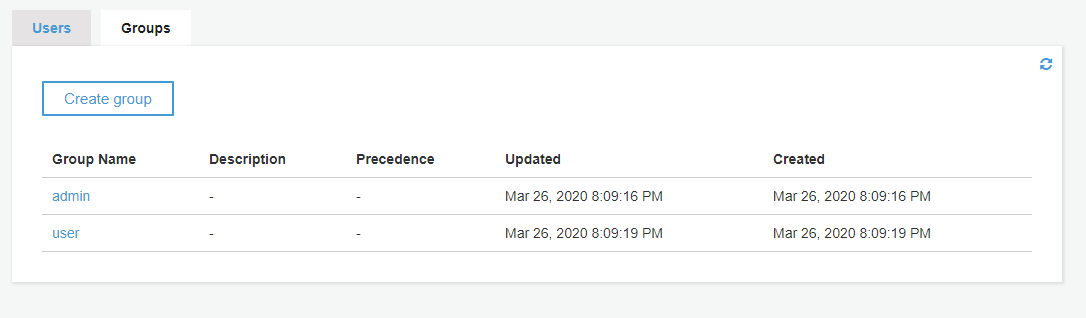 Users Groups
Create group
Group Name Description Precedence Updated Created
admin - - Mar 26, 2020 8:09:16 PM Mar 26, 2020 8:09:16 PM
user - - Mar 26, 2020 8:09:19 PM Mar 26, 2020 8:09:19 PM